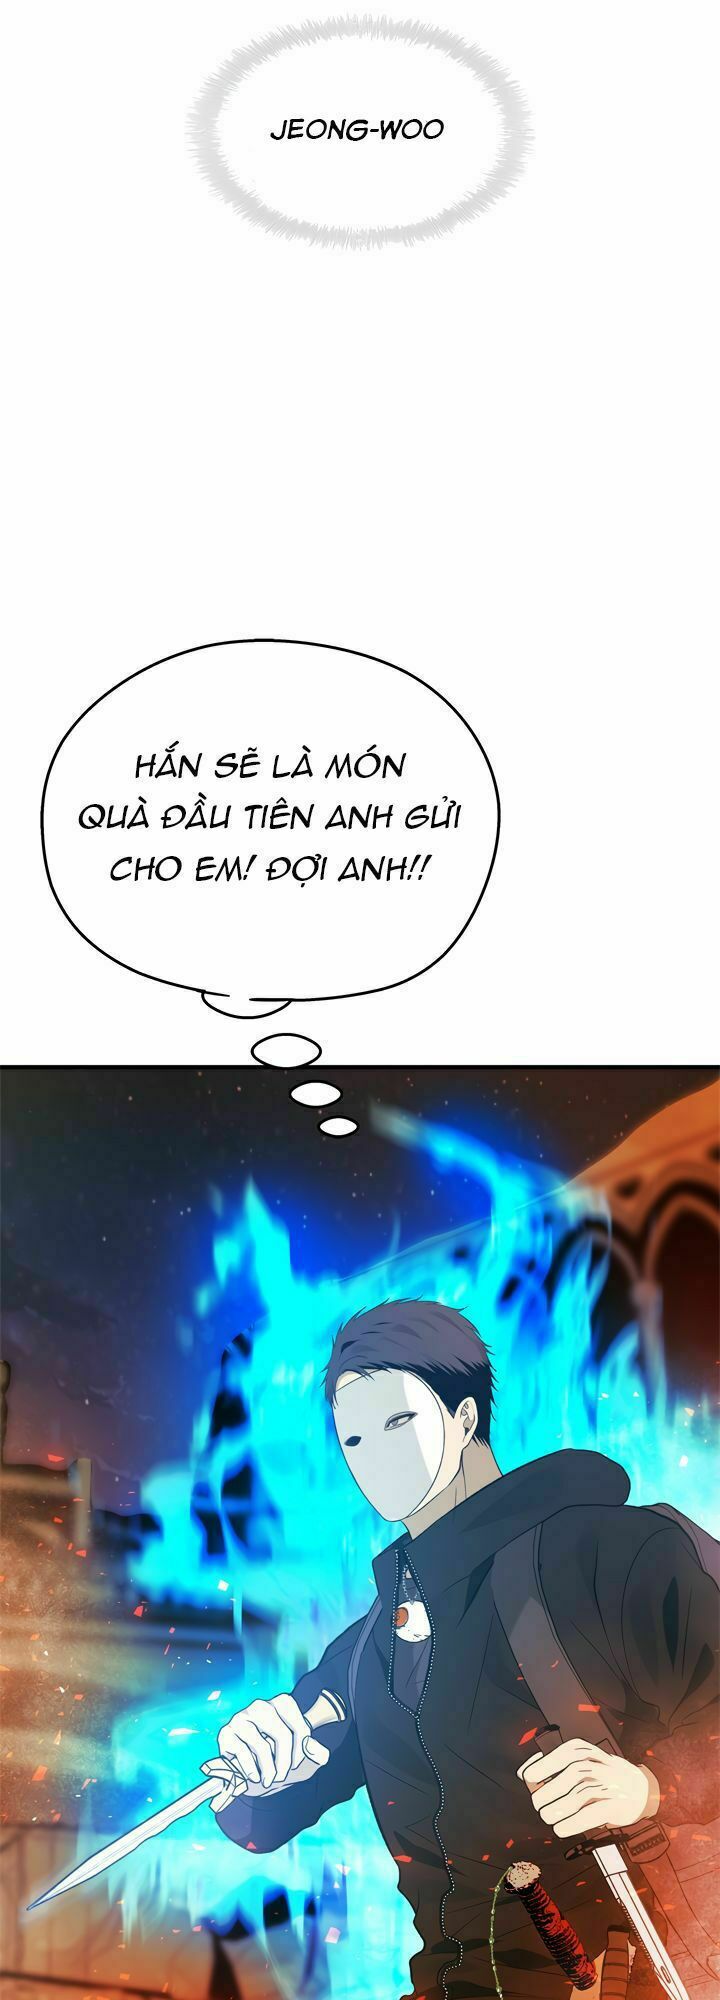 JEONG-WOO
HẮN SẼ LÀ MÓN
QUÀ ĐẦU TIÊN ANH GỬI
CHO EM! ĐỢI ANH!!